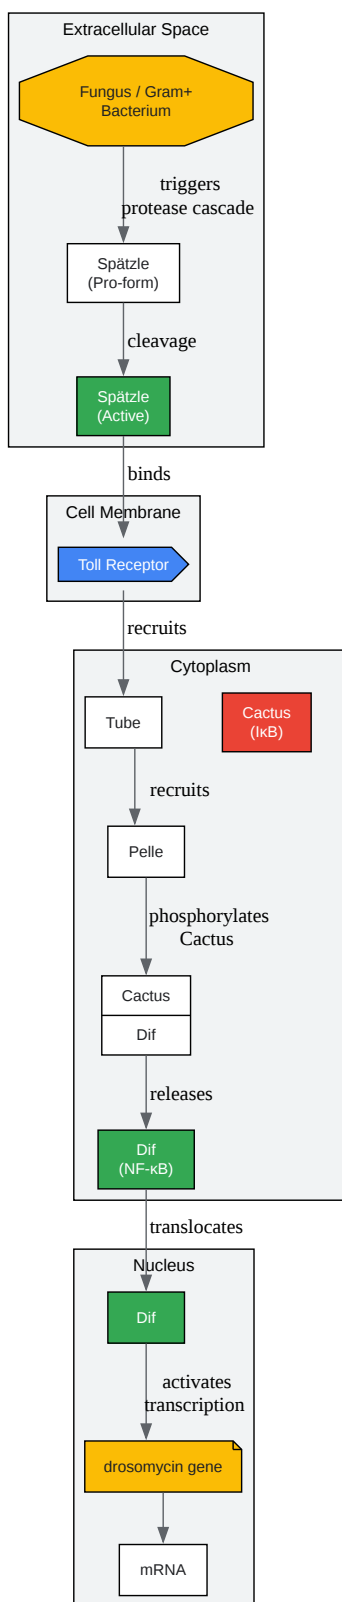 Extracellular Space
Fungus / Gram+
Bacterium
triggers
protease cascade
Spätzle
(Pro-form)
cleavage
Spätzle
(Active)
binds
Cell Membrane
Toll Receptor
recruits
Cytoplasm
Tube
Cactus
(IκB)
recruits
Pelle
phosphorylates
Cactus
Cactus
Dif
releases
Dif
(NF-κB)
translocates
Nucleus
Dif
activates
transcription
drosomycin gene
mRNA